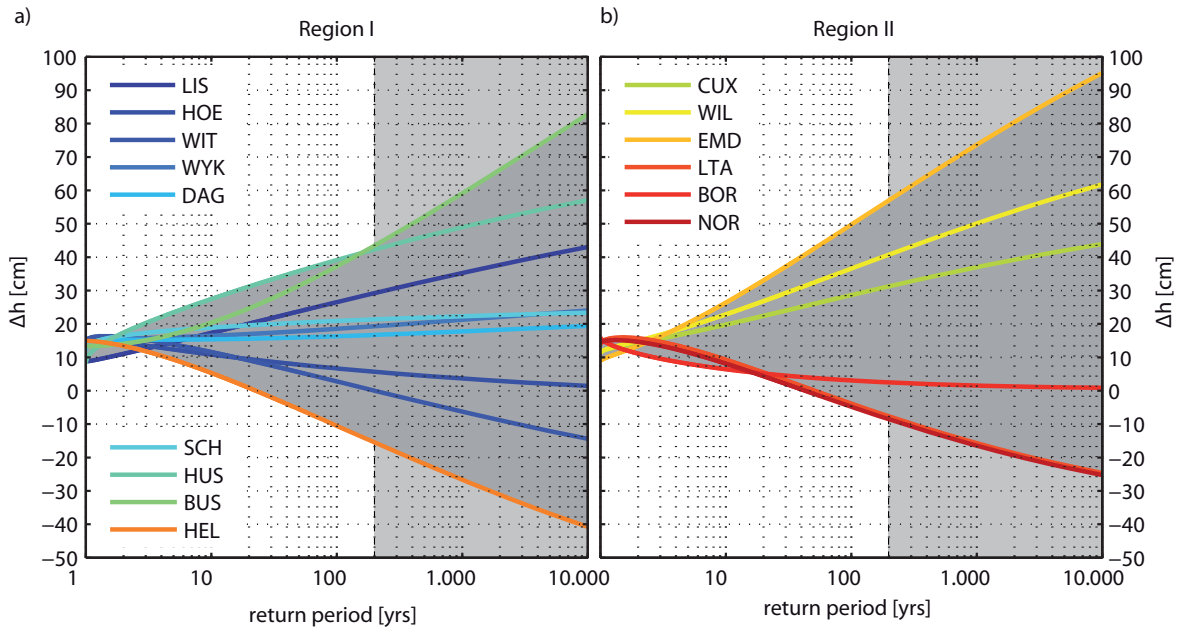 a)
Region I
100
90
80
70
60
50
40
30
20
10
0
−10
−20
−30
−40
−50
Δh [cm]
LIS
HOE
WIT
WYK
DAG
SCH
HUS
BUS
HEL
1
10
100
1.000
10.000
return period [yrs]
b)
Region II
CUX
WIL
EMD
LTA
BOR
NOR
10
100
1.000
10.000
return period [yrs]
100
90
80
70
60
50
40
30
20
10
0
−10
−20
−30
−40
−50
Δh [cm]